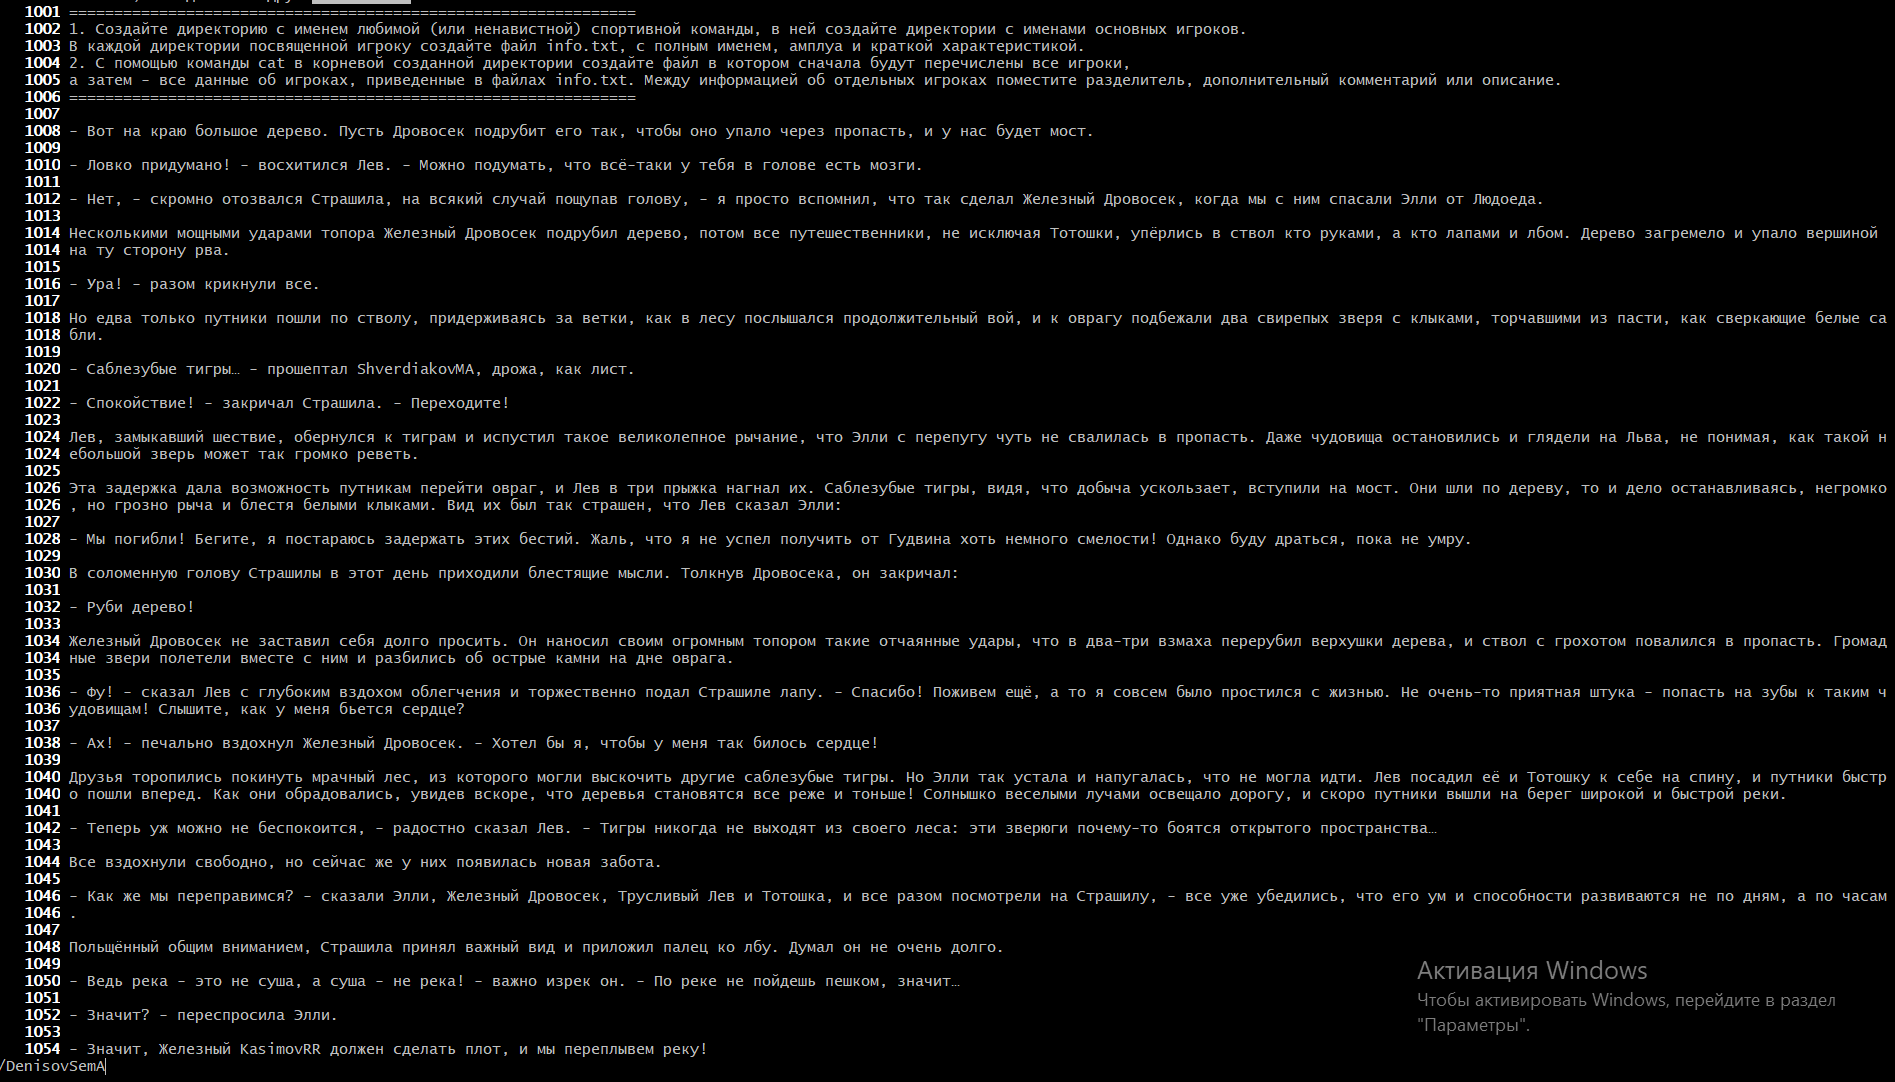 1001 ===============================================================
1002 1. Создайте директорию с именем любимой (или ненавистной) спортивной команды, в ней создайте директории с именами основных игроков.
1003 В каждой директории посвященной игроку создайте файл info.txt, с полным именем, амплуа и краткой характеристикой.
1004 2. С помощью команды cat в корневой созданной директории создайте файл в котором сначала будут перечислены все игроки,
1005 а затем - все данные об игроках, приведенные в файлах info.txt. Между информацией об отдельных игроках поместите разделитель, дополнительный комментарий или описание.
1006 ===============================================================
1007
1008 - Вот на краю большое дерево. Пусть Дровосек подрубит его так, чтобы оно упало через пропасть, и у нас будет мост.
1009
1010 - Ловко придумано! - восхитился Лев. - Можно подумать, что всё-таки у тебя в голове есть мозги.
1011
1012 - Нет, - скромно отозвался Страшила, на всякий случай пощупав голову, - я просто вспомнил, что так сделал Железный Дровосек, когда мы с ним спасали Элли от Людоеда.
1013
1014 Несколькими мощными ударами топора Железный Дровосек подрубил дерево, потом все путешественники, не исключая Тотошки, упёрлись в ствол кто руками, а кто лапами и лбом. Дерево загремело и упало вершиной
1014 на ту сторону рва.
1015
1016 - Ура! - разом крикнули все.
1017
1018 Но едва только путники пошли по стволу, придерживаясь за ветки, как в лесу послышался продолжительный вой, и к оврагу подбежали два свирепых зверя с клыками, торчавшими из пасти, как сверкающие белые са
1018 бли.
1019
1020 - Саблезубые тигры… - прошептал ShverdiakovMA, дрожа, как лист.
1021
1022 - Спокойствие! - закричал Страшила. - Переходите!
1023
1024 Лев, замыкавший шествие, обернулся к тиграм и испустил такое великолепное рычание, что Элли с перепугу чуть не свалилась в пропасть. Даже чудовища остановились и глядели на Льва, не понимая, как такой н
1024 ебольшой зверь может так громко реветь.
1025
1026 Эта задержка дала возможность путникам перейти овраг, и Лев в три прыжка нагнал их. Саблезубые тигры, видя, что добыча ускользает, вступили на мост. Они шли по дереву, то и дело останавливаясь, негромко
1026 , но грозно рыча и блестя белыми клыками. Вид их был так страшен, что Лев сказал Элли:
1027
1028 - Мы погибли! Бегите, я постараюсь задержать этих бестий. Жаль, что я не успел получить от Гудвина хоть немного смелости! Однако буду драться, пока не умру.
1029
1030 В соломенную голову Страшилы в этот день приходили блестящие мысли. Толкнув Дровосека, он закричал:
1031
1032 - Руби дерево!
1033
1034 Железный Дровосек не заставил себя долго просить. Он наносил своим огромным топором такие отчаянные удары, что в два-три взмаха перерубил верхушки дерева, и ствол с грохотом повалился в пропасть. Громад
1034 ные звери полетели вместе с ним и разбились об острые камни на дне оврага.
1035
1036 - Фу! - сказал Лев с глубоким вздохом облегчения и торжественно подал Страшиле лапу. - Спасибо! Поживем ещё, а то я совсем было простился с жизнью. Не очень-то приятная штука - попасть на зубы к таким ч
1036 удовищам! Слышите, как у меня бьется сердце?
1037
1038 - Ах! - печально вздохнул Железный Дровосек. - Хотел бы я, чтобы у меня так билось сердце!
1039
1040 Друзья торопились покинуть мрачный лес, из которого могли выскочить другие саблезубые тигры. Но Элли так устала и напугалась, что не могла идти. Лев посадил её и Тотошку к себе на спину, и путники быстр
1040 о пошли вперед. Как они обрадовались, увидев вскоре, что деревья становятся все реже и тоньше! Солнышко веселыми лучами освещало дорогу, и скоро путники вышли на берег широкой и быстрой реки.
1041
1042 - Теперь уж можно не беспокоится, - радостно сказал Лев. - Тигры никогда не выходят из своего леса: эти зверюги почему-то боятся открытого пространства…
1043
1044 Все вздохнули свободно, но сейчас же у них появилась новая забота.
1045
1046 - Как же мы переправимся? - сказали Элли, Железный Дровосек, Трусливый Лев и Тотошка, и все разом посмотрели на Страшилу, - все уже убедились, что его ум и способности развиваются не по дням, а по часам
1046 .
1047
1048 Польщённый общим вниманием, Страшила принял важный вид и приложил палец ко лбу. Думал он не очень долго.
1049
1050 - Ведь река - это не суша, а суша - не река! - важно изрек он. - По реке не пойдешь пешком, значит…
1051
1052 - Значит? - переспросила Элли.
1053
1054 - Значит, Железный KasimovRR должен сделать плот, и мы переплывем реку!
/DenisovSemA
Активация Windows
Чтобы активировать Windows, перейдите в раздел
"Параметры".